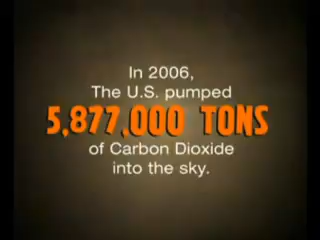 In 2006,
The U.S. pumped
5,877,000 TONS
of Carbon Dioxide
into the sky.